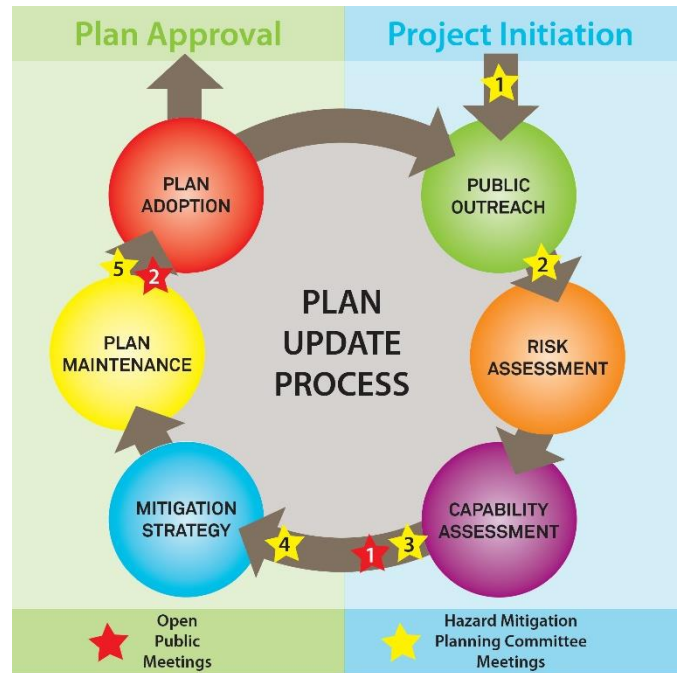 Plan Approval
Project Initiation
1
PLAN
ADOPTION
PUBLIC
OUTREACH
5
2
2
PLAN
UPDATE
PROCESS
PLAN
MAINTENANCE
RISK
ASSESSMENT
MITIGATION
STRATEGY
CAPABILITY
ASSESSMENT
4
1
3
Open
Public
Meetings
Hazard Mitigation
Planning Committee
Meetings